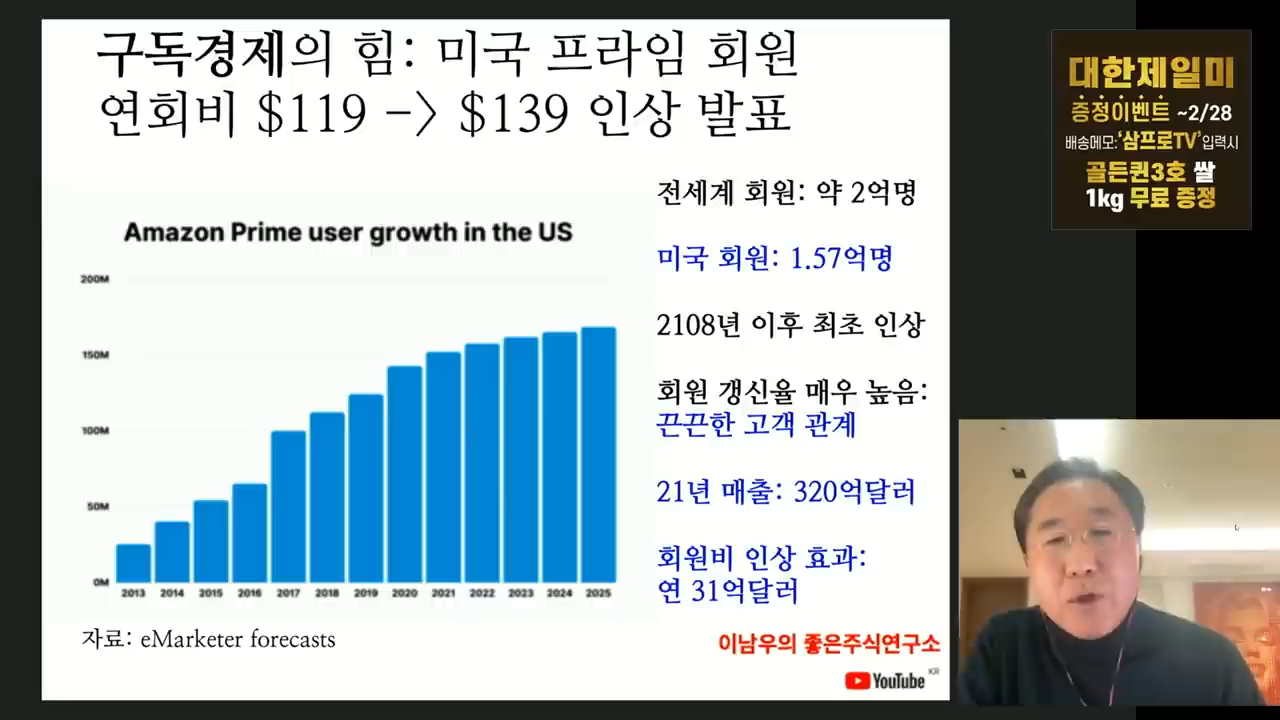 구독경제의 힘: 미국 프라임 회원
연회비 $119 -> $139 인상 발표
Amazon Prime user growth in the US
200M
150M
100M
50M
0M
2013 2014 2015 2016 2017 2018 2019 2020 2021 2022 2023 2024 2025
자료: eMarketer forecasts
전세계 회원: 약 2억명
미국 회원: 1.57억명
2108년 이후 최초 인상
회원 갱신율 매우 높음:
끈끈한 고객 관계
21년 매출: 320억달러
회원비 인상 효과:
연 31억달러
이남우의 좋은주식연구소
YouTube KR
대한제일미
증정이벤트 ~2/28
배송메모:'삼프로TV'입력시
골든퀸3호 쌀
1kg 무료 증정